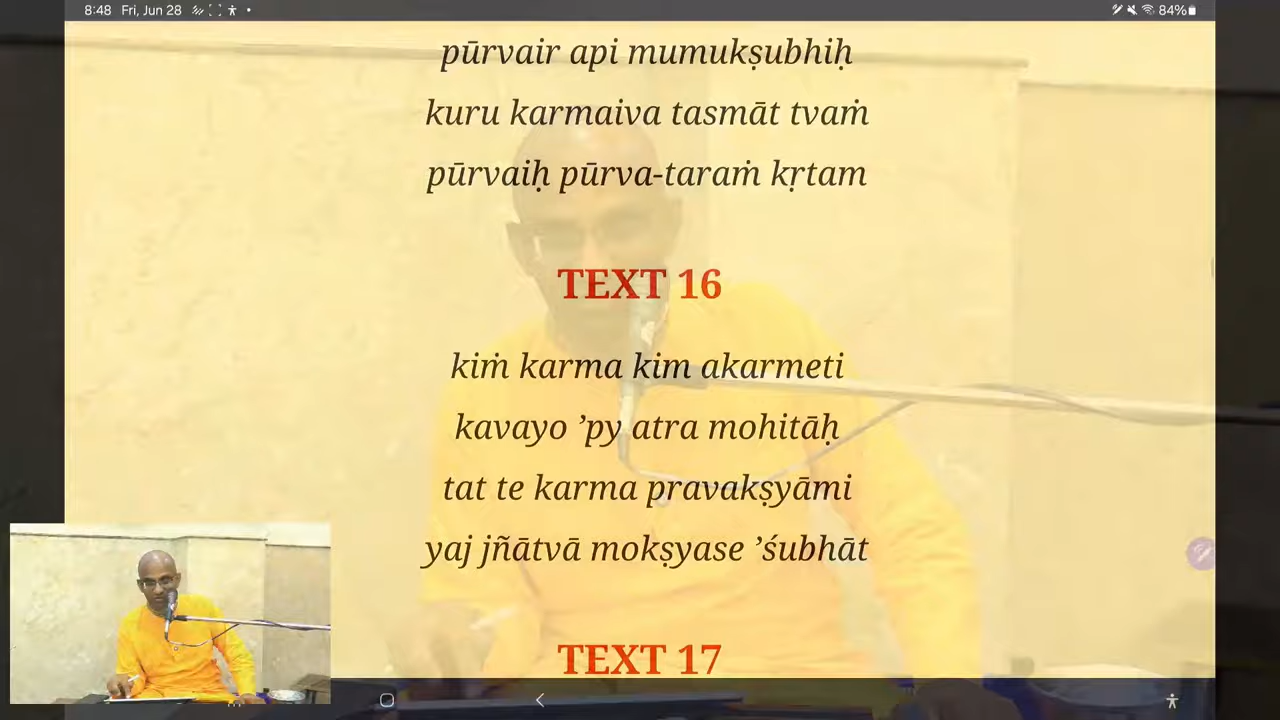 8:48 Fri, Jun 28 84%
pūrvair api mumukṣubhiḥ
kuru karmaiva tasmāt tvaṁ
pūrvaiḥ pūrva-taraṁ kṛtam
TEXT 16
kiṁ karma kim akarmeti
kavayo ’py atra mohitāḥ
tat te karma pravakṣyāmi
yaj jñātvā mokṣyase ’śubhāt
TEXT 17